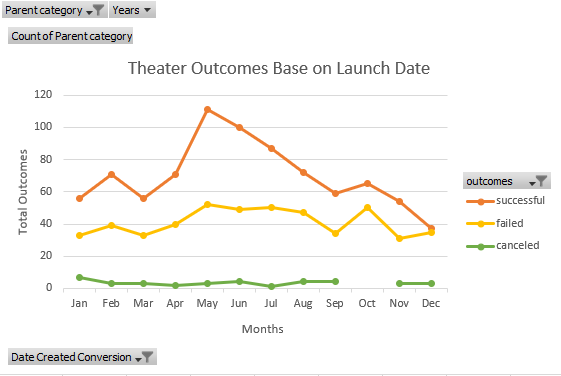 Parent category Years
Count of Parent category
Theater Outcomes Base on Launch Date
120
100
80
60
40
20
0
Total Outcomes
Jan Feb Mar Apr May Jun Jul Aug Sep Oct Nov Dec
Months
outcomes
successful
failed
canceled
Date Created Conversion